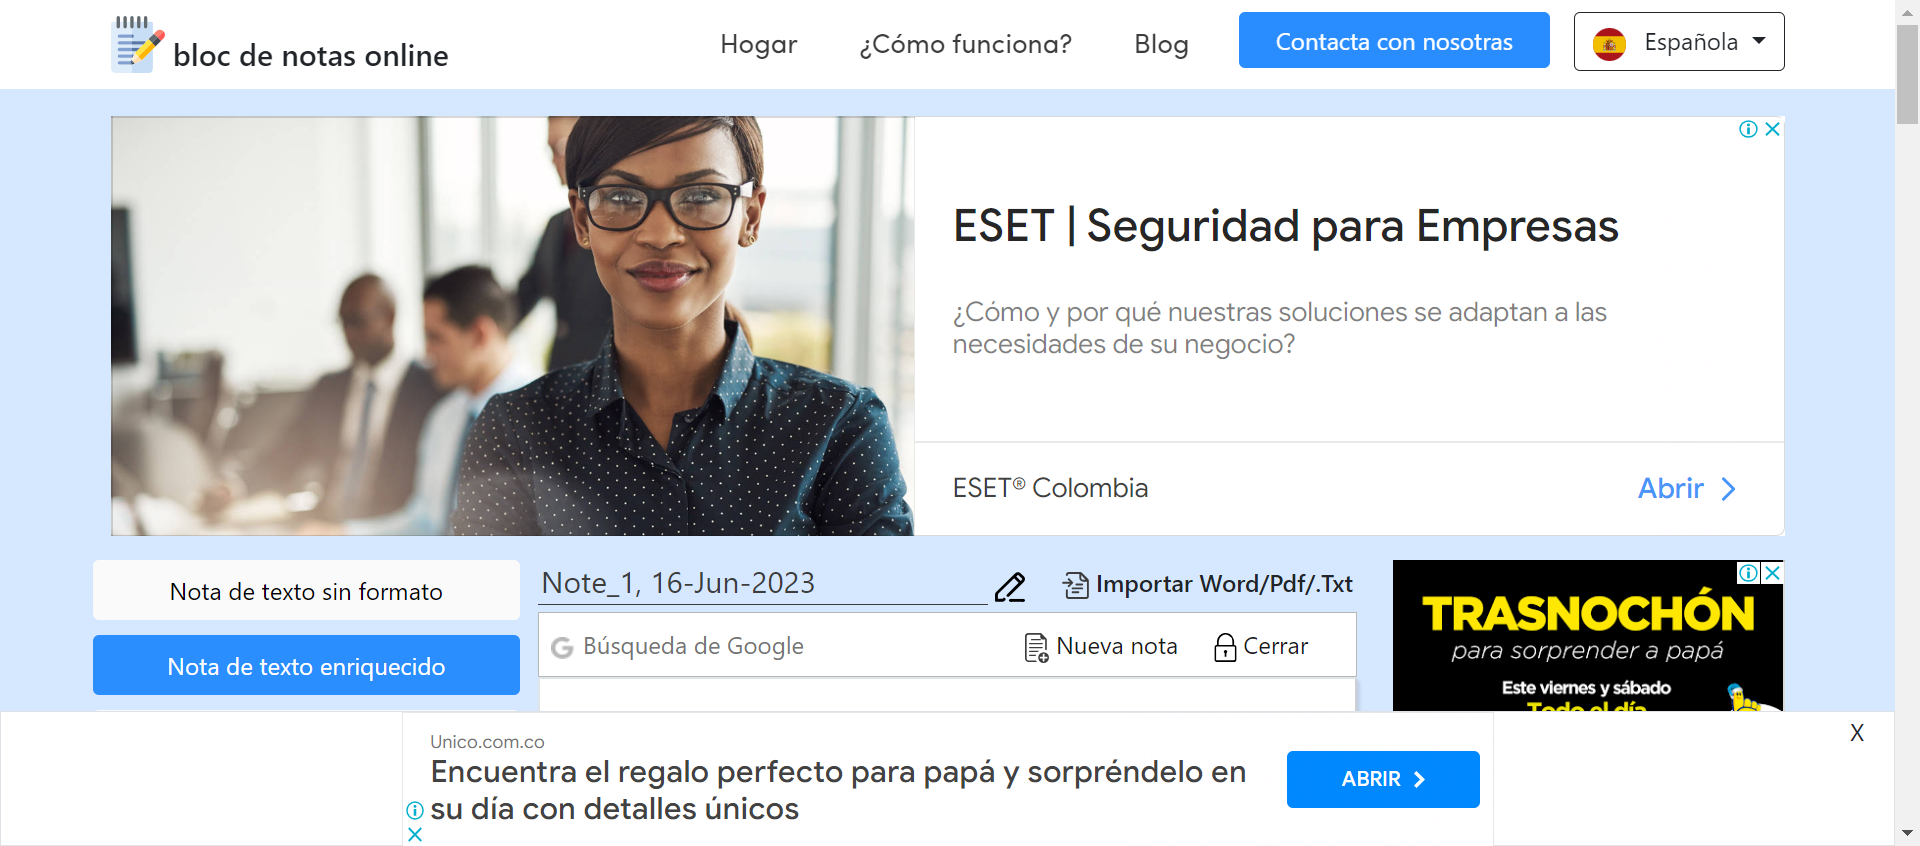 bloc de notas online
Hogar
¿Cómo funciona?
Blog
Contacta con nosotras
Española
ESET | Seguridad para Empresas
¿Cómo y por qué nuestras soluciones se adaptan a las
necesidades de su negocio?
ESET® Colombia
Abrir
Nota de texto sin formato
Nota de texto enriquecido
Note_1, 16-Jun-2023
Importar Word/Pdf/.Txt
G Búsqueda de Google
Nueva nota
Cerrar
TRASNOCHÓN
para sorprender a papá
Este viernes y sábado
Todo el día
Unico.com.co
Encuentra el regalo perfecto para papá y sorpréndelo en
su día con detalles únicos
ABRIR
X